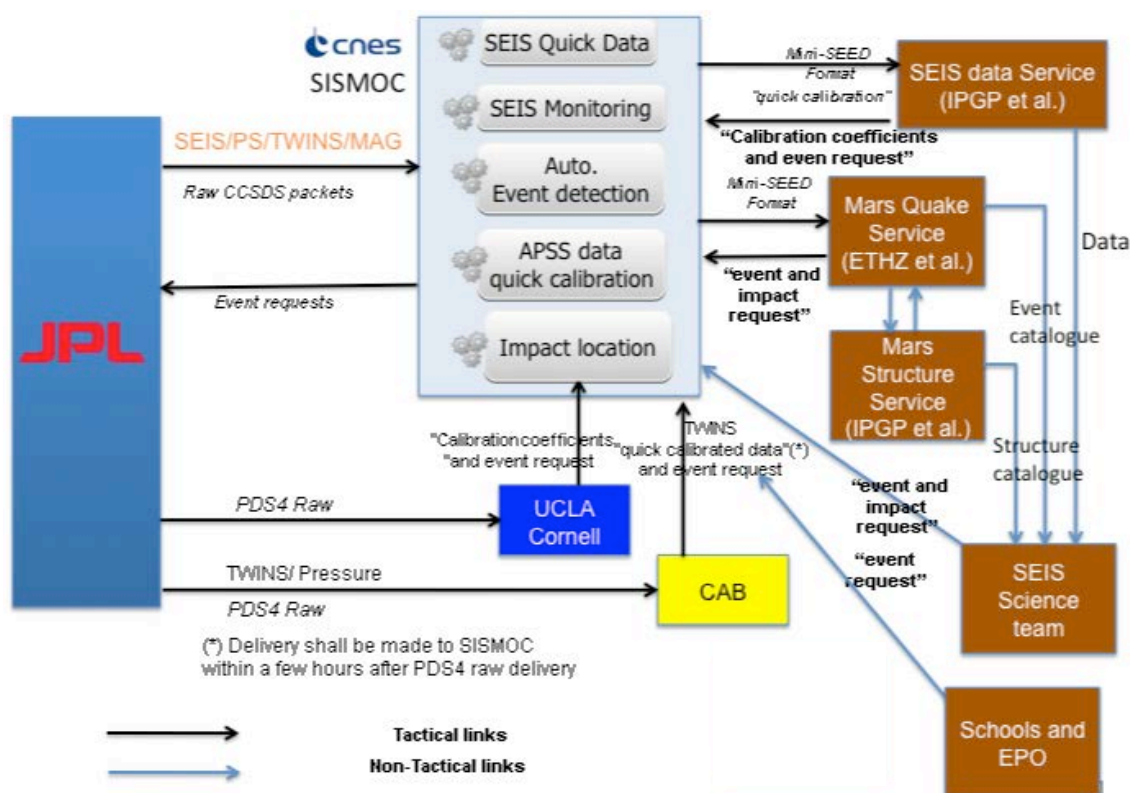 cnes
SISMOC
SEIS Quick Data
SEIS Monitoring
Auto.
Event detection
APSS data
quick calibration
Impact location
SEIS/PS/TWINS/MAG
Raw CCSDS packets
Event requests
JPL
Mini-SEED
Format
"quick calibration"
SEIS data Service
(IPGP et al.)
"Calibration coefficients
and even request"
Mini-SEED
Format
Mars Quake
Service
(ETHZ et al.)
"event and
impact
request"
Data
Event
catalogue
Mars
Structure
Service
(IPGP et al.)
Structure
catalogue
"Calibration coefficients
"and event request
TWINS
"quick calibrated data"(*)
and event request
PDS4 Raw
UCLA
Cornell
"event and
impact
request"
"event
request"
TWINS/ Pressure
PDS4 Raw
CAB
SEIS
Science
team
(*) Delivery shall be made to SISMOC
within a few hours after PDS4 raw delivery
Schools and
EPO
Tactical links
Non-Tactical links